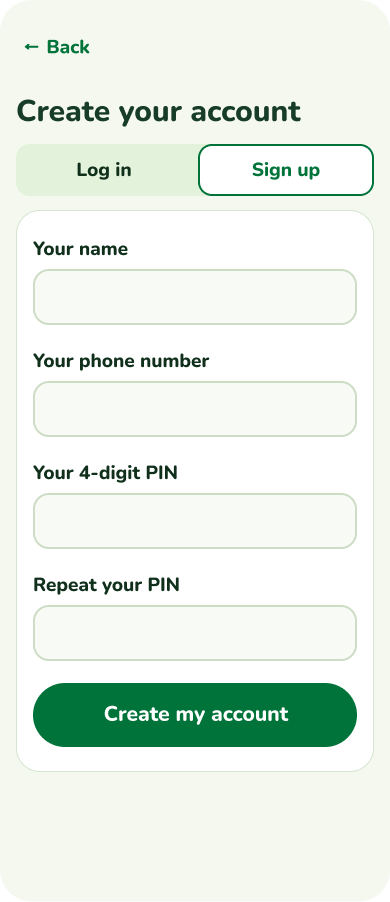 ← Back
Create your account
Log in
Sign up
Your name
Your phone number
Your 4-digit PIN
Repeat your PIN
Create my account